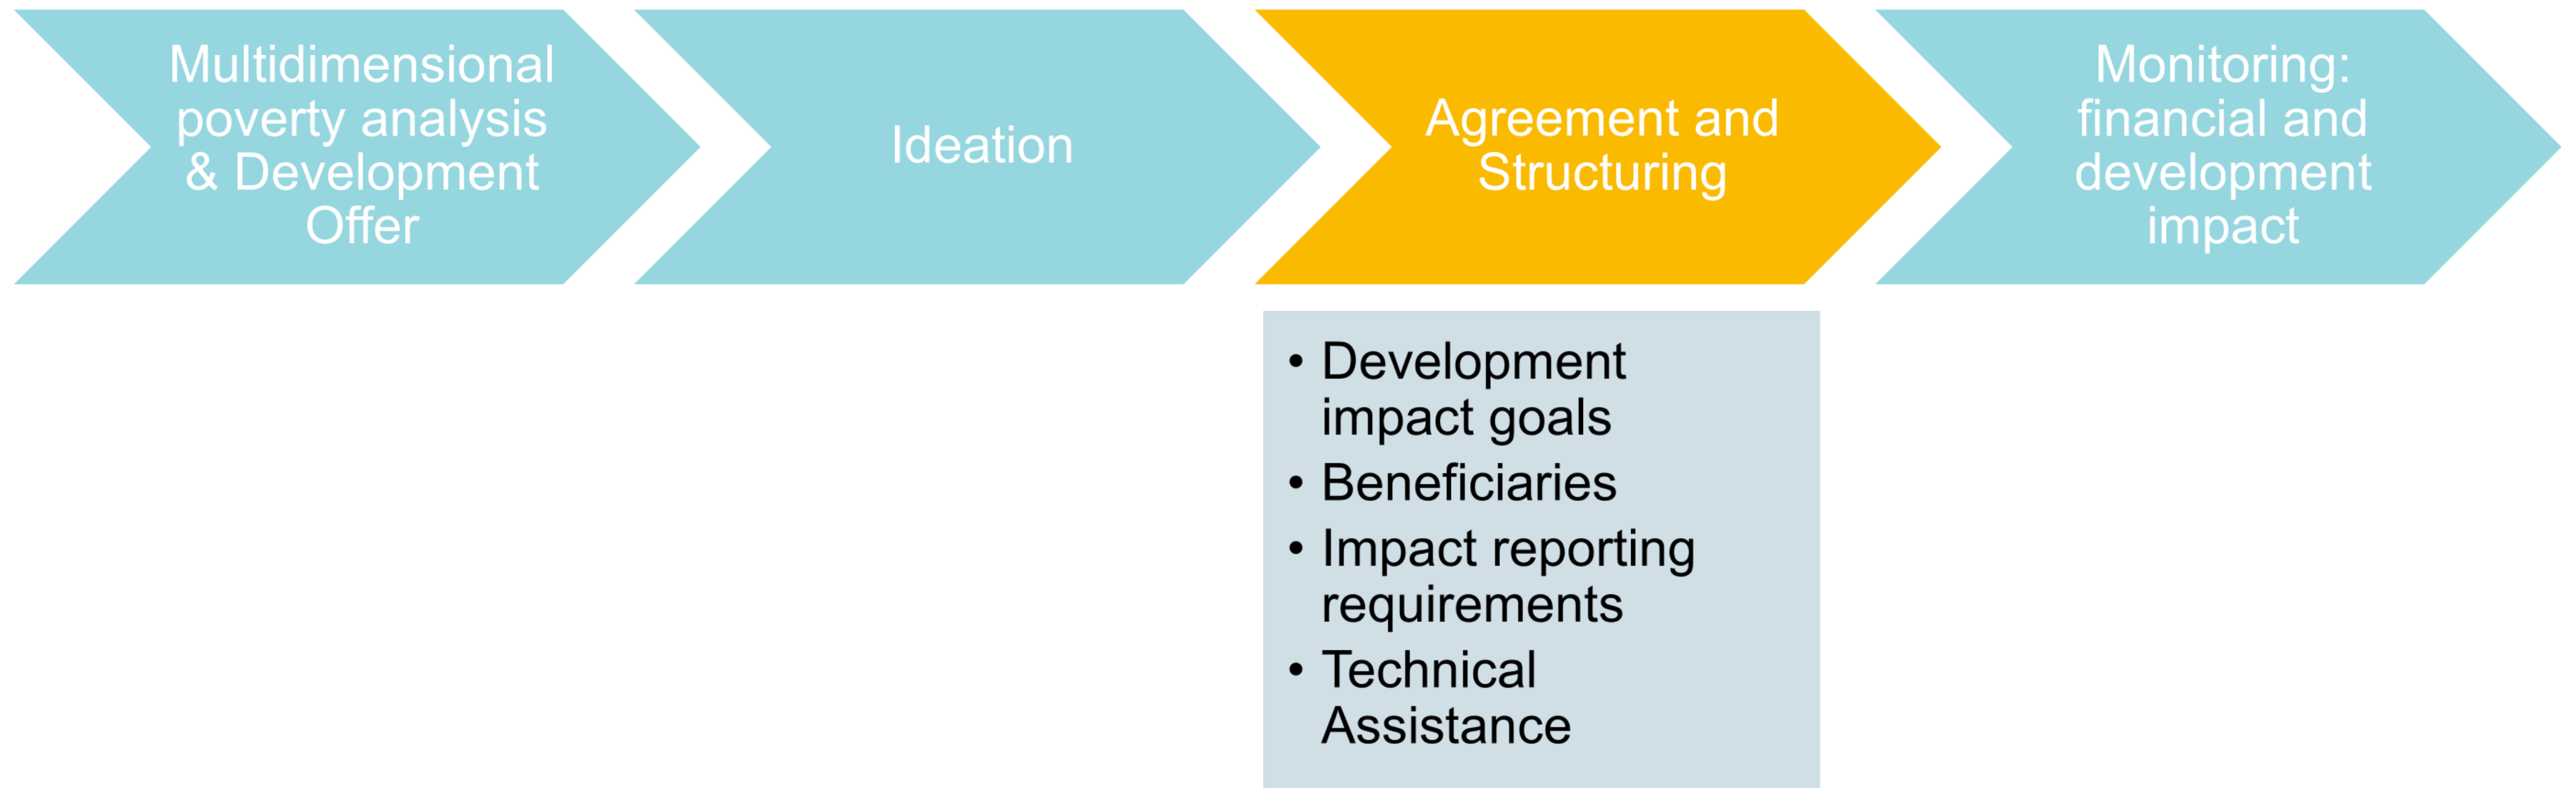 Multidimensional
poverty analysis
& Development
Offer
Ideation
Agreement and
Structuring
Monitoring:
financial and
development
impact
• Development
impact goals
• Beneficiaries
• Impact reporting
requirements
• Technical
Assistance